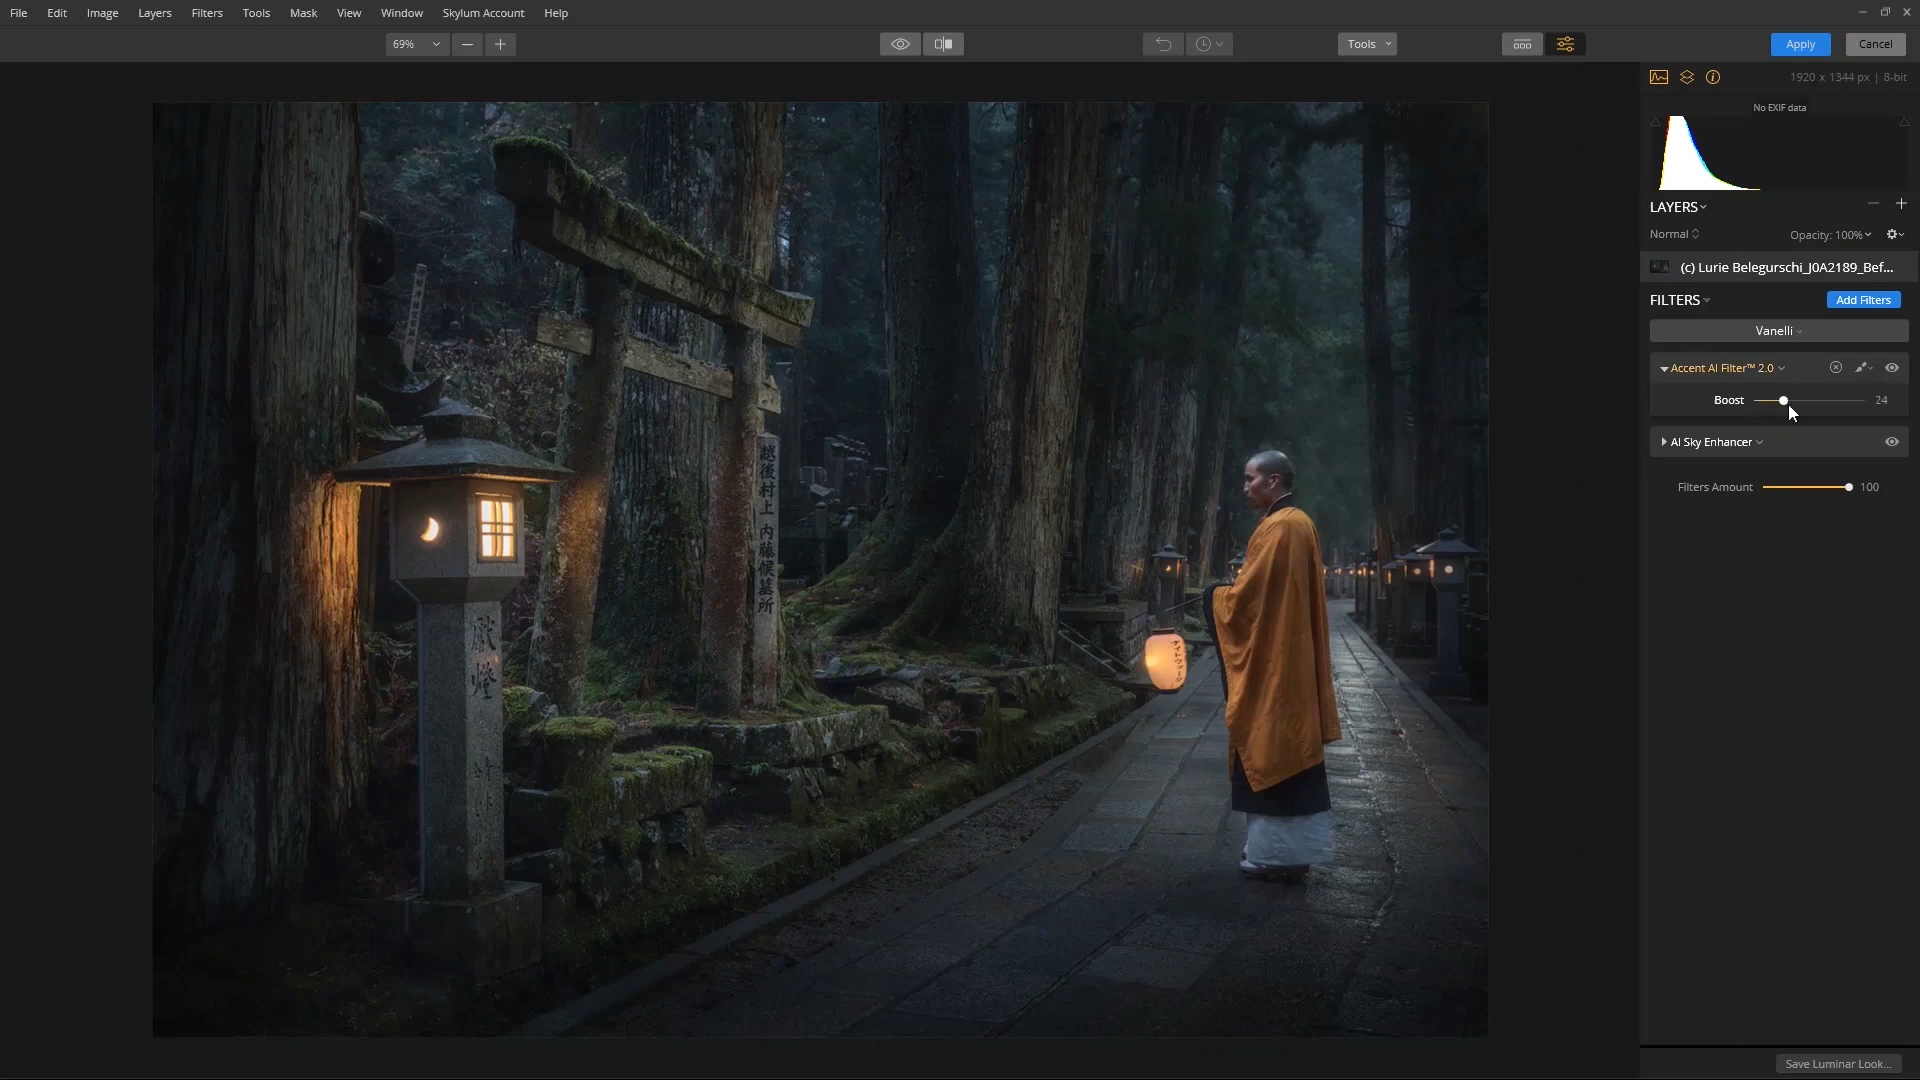 File Edit Image Layers Filters Tools Mask View Window Skylum Account Help
69%
Tools
Apply
Cancel
1920 x 1344 px | 8-bit
No EXIF data
LAYERS
Normal
Opacity: 100%
(c) Lurie Belegurschi_J0A2189_Bef...
FILTERS
Add Filters
Vanelli
Accent AI Filter™ 2.0
Boost 24
AI Sky Enhancer
Filters Amount 100
Save Luminar Look...
越後村上内藤候墓所
献燈